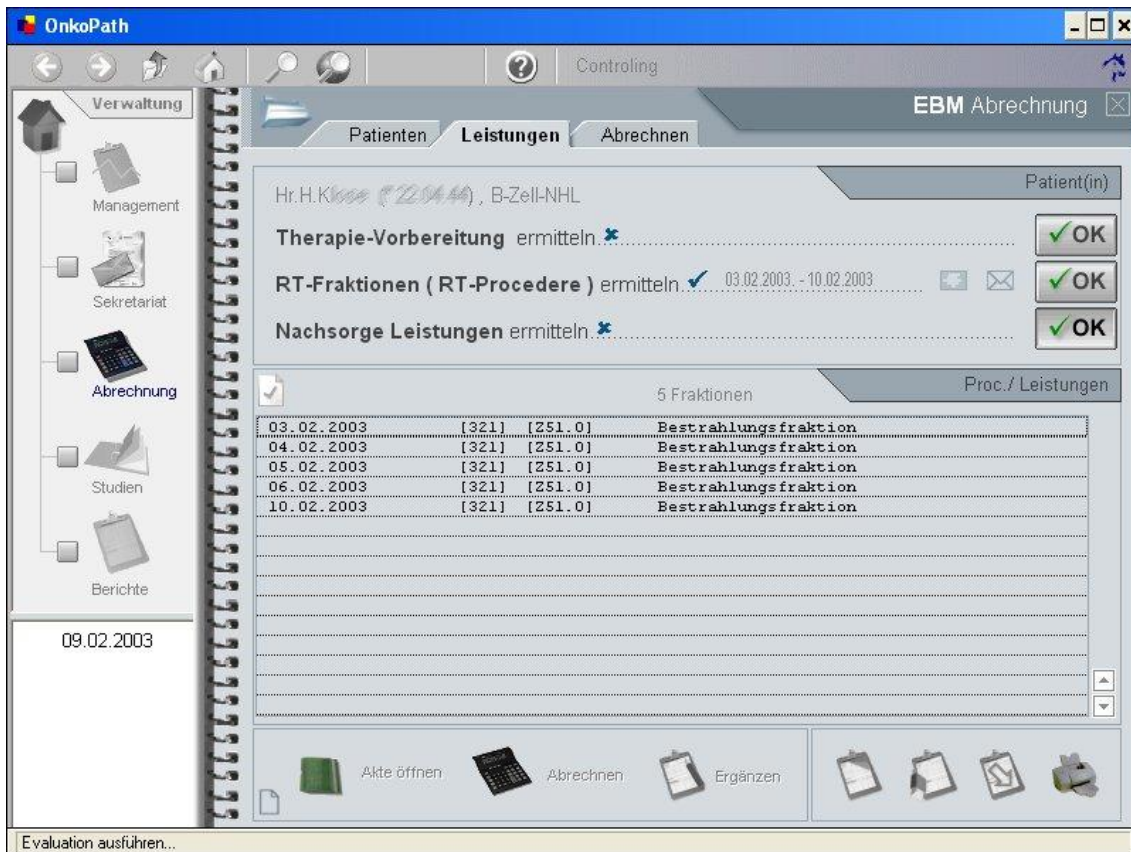 OnkoPath
Controling
Verwaltung
Management
Sekretariat
Abrechnung
Studien
Berichte
09.02.2003
EBM Abrechnung
Patienten Leistungen Abrechnen
Patient(in)
Hr.H. , B-Zell-NHL
Therapie-Vorbereitung ermitteln
OK
RT-Fraktionen ( RT-Procedere ) ermitteln 03.02.2003. - 10.02.2003
OK
Nachsorge Leistungen ermitteln
OK
Proc./ Leistungen
5 Fraktionen
03.02.2003 [321] [Z51.0] Bestrahlungsfraktion
04.02.2003 [321] [Z51.0] Bestrahlungsfraktion
05.02.2003 [321] [Z51.0] Bestrahlungsfraktion
06.02.2003 [321] [Z51.0] Bestrahlungsfraktion
10.02.2003 [321] [Z51.0] Bestrahlungsfraktion
Akte öffnen Abrechnen Ergänzen
Evaluation ausführen...